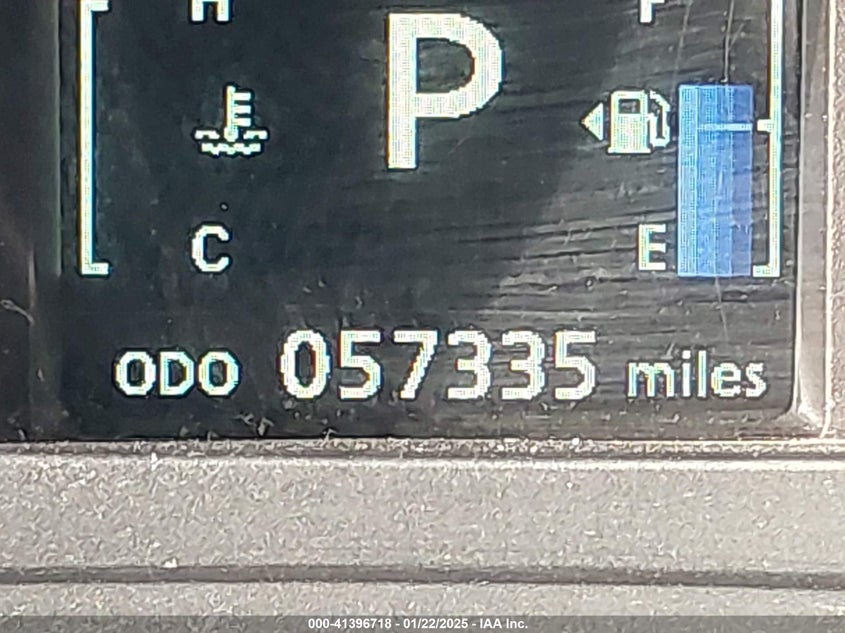 H F
P
C E
ODO 057335 miles
000-41396718 - 01/22/2025 - IAA Inc.